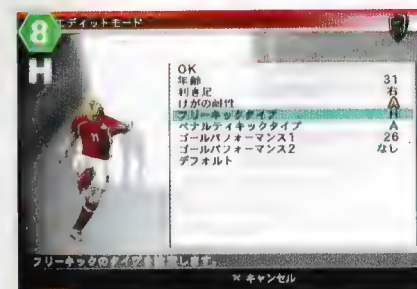 8
エディットモード
H
OK
年齢 31
利き足 右
けがの耐性 A
フリーキックタイプ H
ペナルティキックタイプ A
ゴールパフォーマンス1 26
ゴールパフォーマンス2 なし
デフォルト
11
フリーキックのタイプを設定します。
× キャンセル